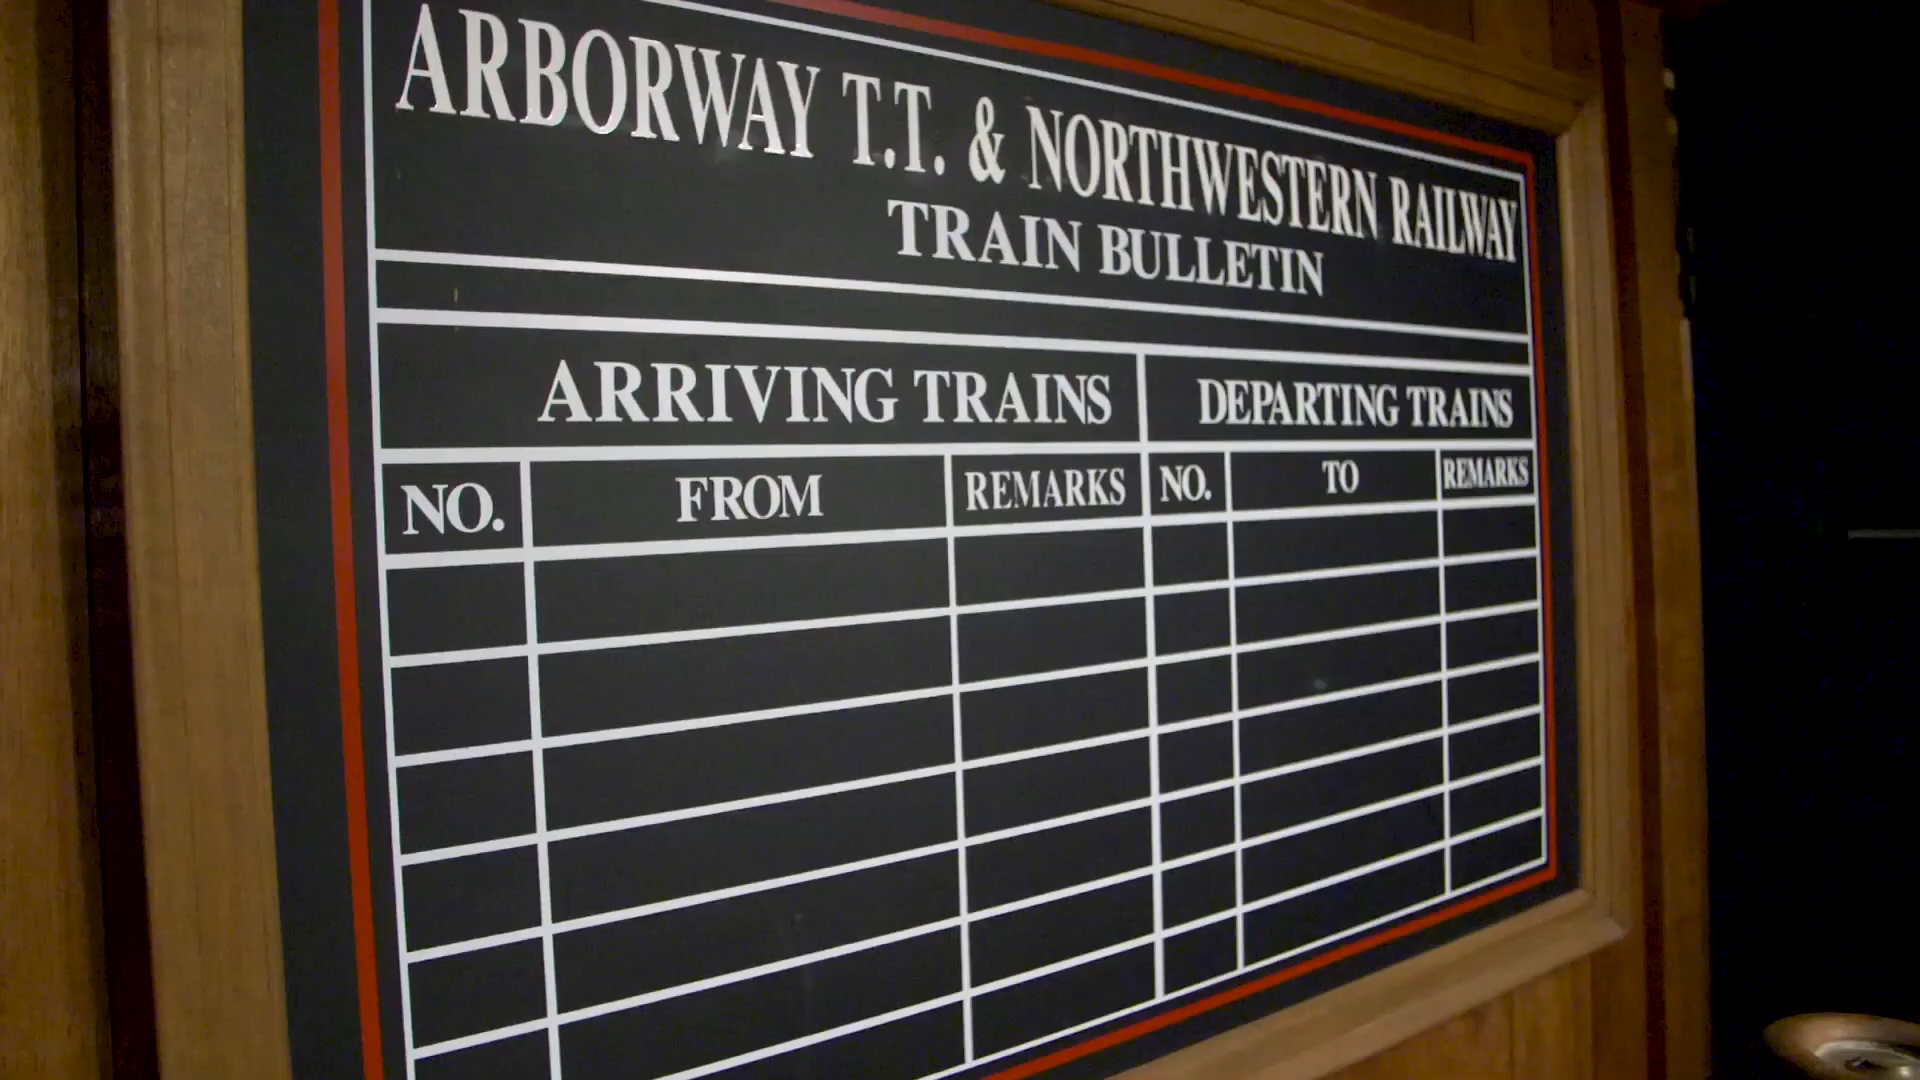 ARBORWAY T.T. & NORTHWESTERN RAILWAY
TRAIN BULLETIN
ARRIVING TRAINS DEPARTING TRAINS
NO. FROM REMARKS NO. TO REMARKS